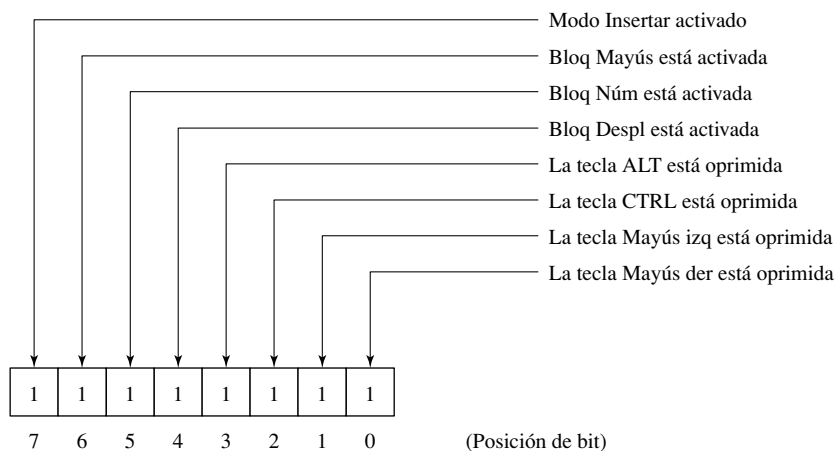 Modo Insertar activado
Bloq Mayús está activada
Bloq Núm está activada
Bloq Despl está activada
La tecla ALT está oprimida
La tecla CTRL está oprimida
La tecla Mayús izq está oprimida
La tecla Mayús der está oprimida
1 1 1 1 1 1 1 1
7 6 5 4 3 2 1 0 (Posición de bit)